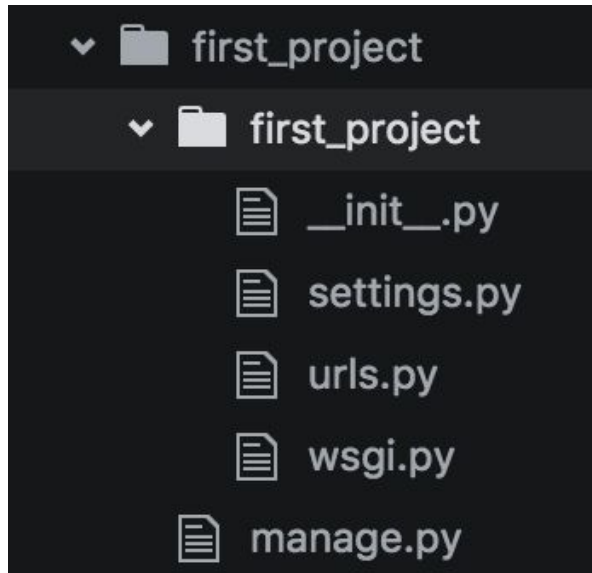 first_project
first_project
__init__.py
settings.py
urls.py
wsgi.py
manage.py